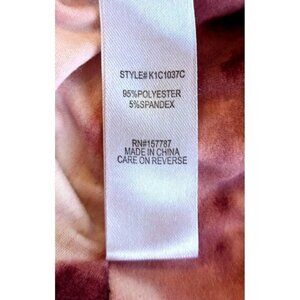 STYLE# K1C1037C
95%POLYESTER
5%SPANDEX
RN#157787
MADE IN CHINA
CARE ON REVERSE